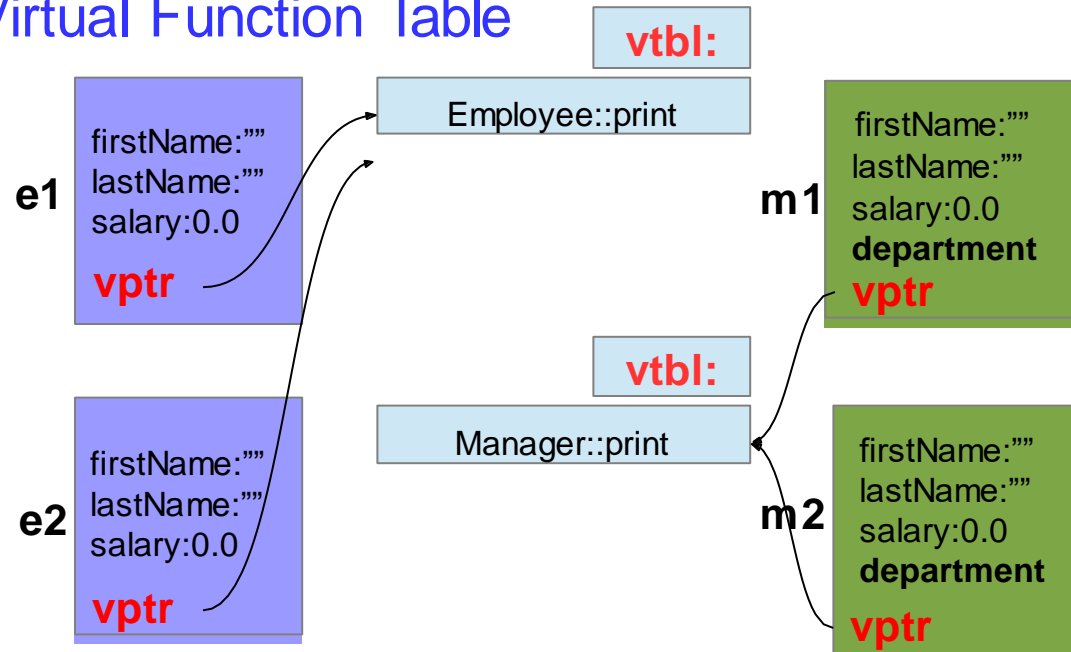 Virtual Function Table
vtbl:
Employee::print
e1
firstName:””
lastName:””
salary:0.0
vptr
m1
firstName:””
lastName:””
salary:0.0
department
vptr
vtbl:
Manager::print
e2
firstName:””
lastName:””
salary:0.0
vptr
m2
firstName:””
lastName:””
salary:0.0
department
vptr